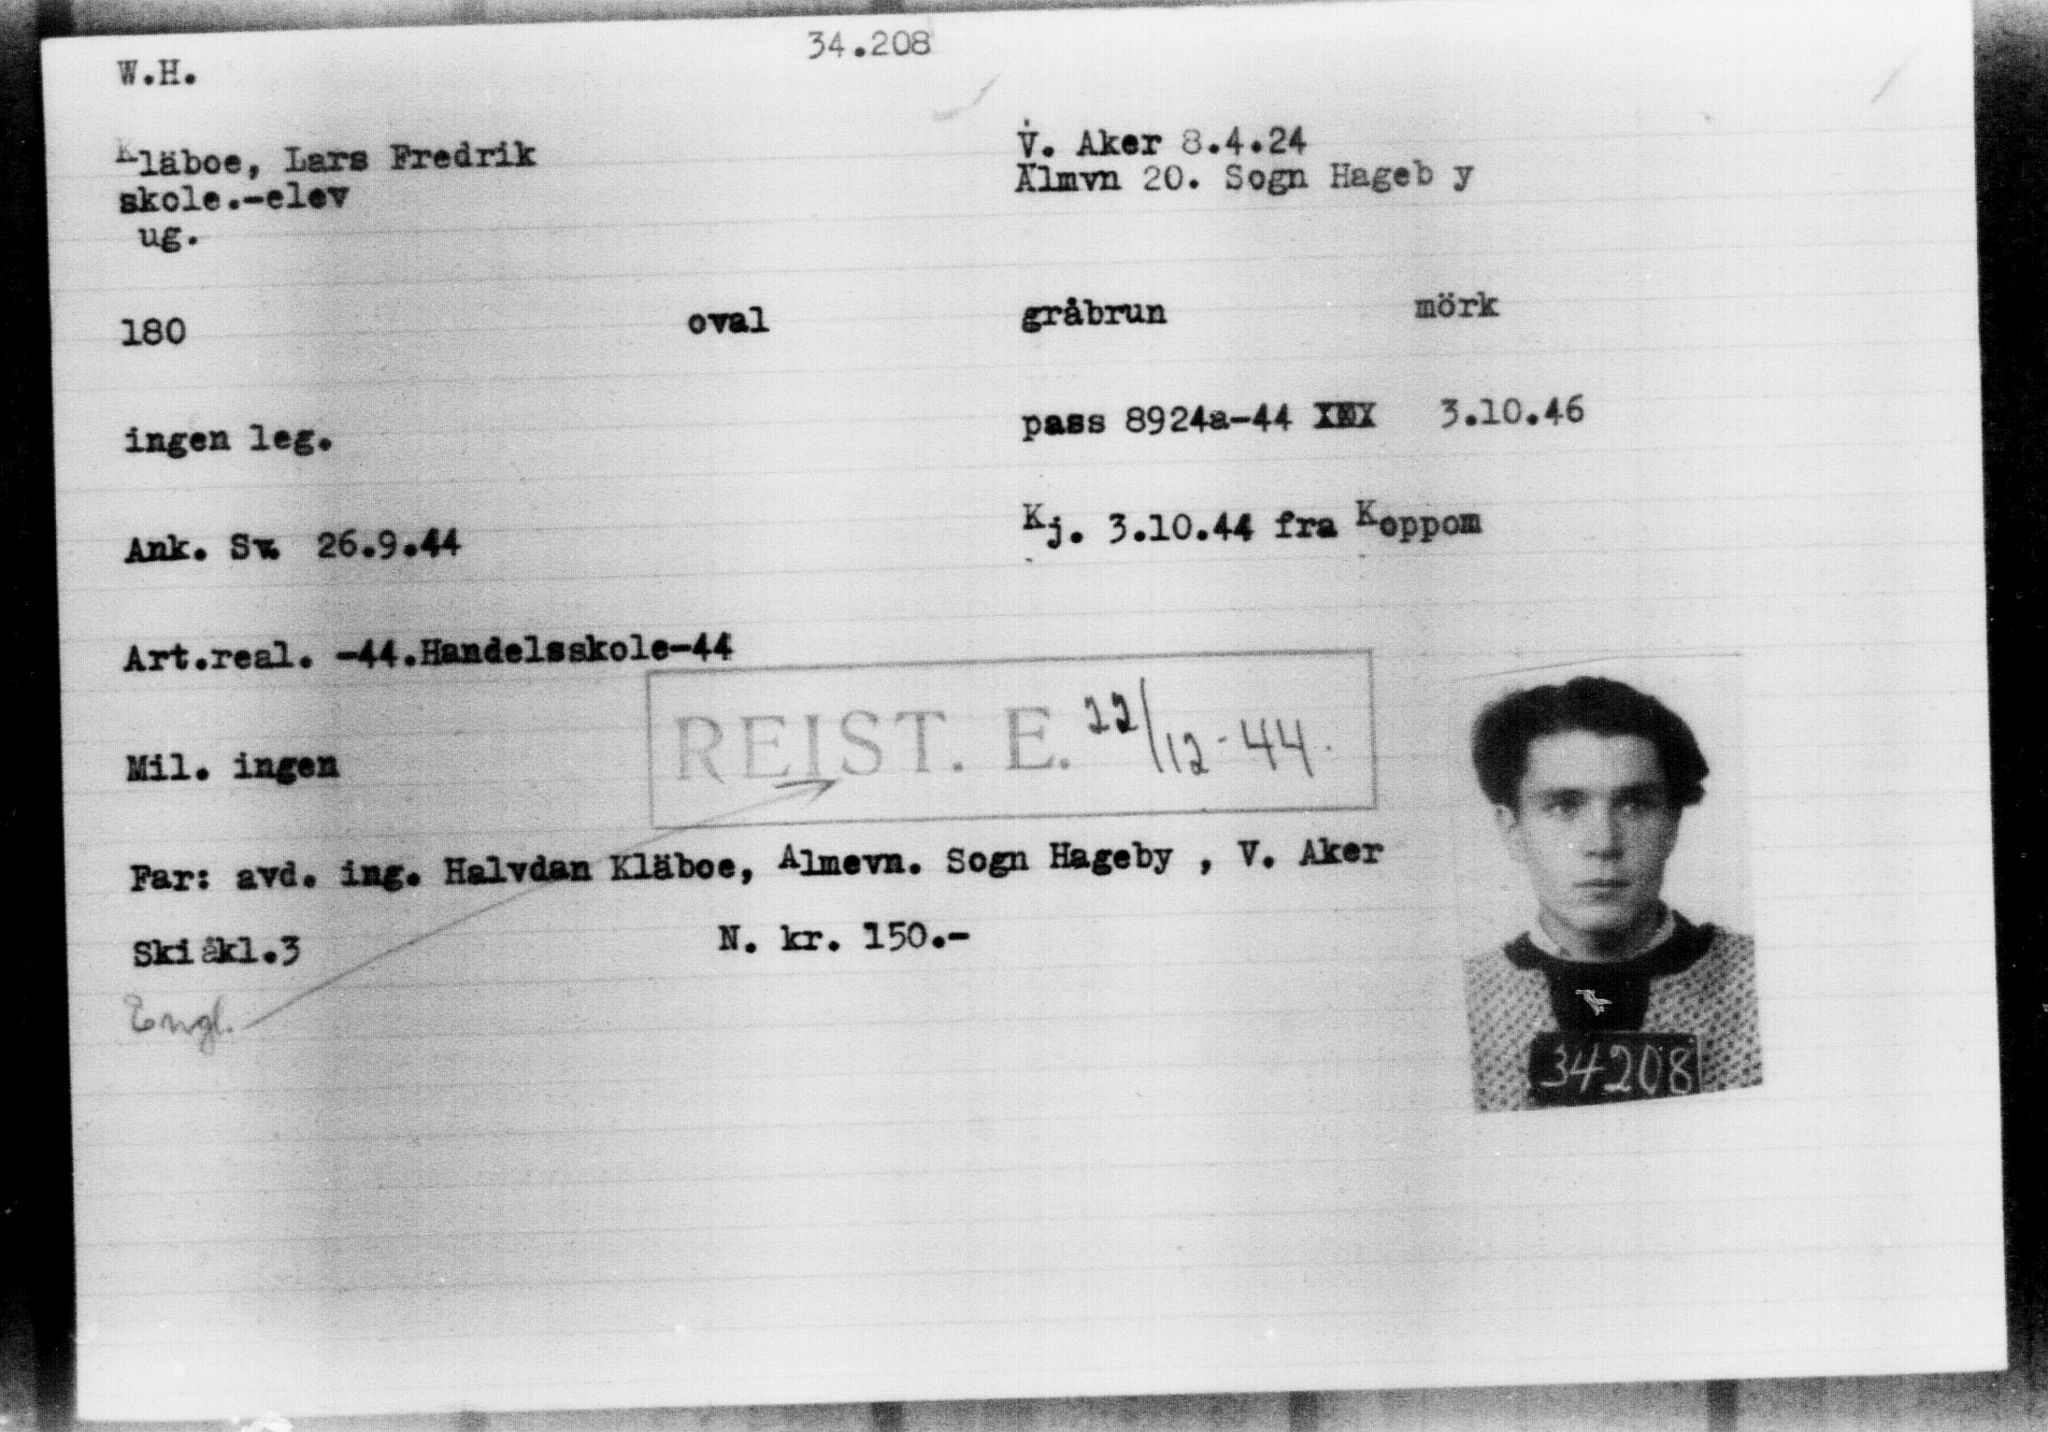 34.208
W.H.
Kläboe, Lars Fredrik
V. Aker 8.4.24
skole.-elev
Almvn 20. Sogn Hageb y
ug.
180 oval gråbrun mörk
ingen leg. pass 8924a-44 3.10.46
Ank. Sv. 26.9.44 Kj. 3.10.44 fra Koppom
Art.real. -44.Handelsskole-44
REIST. E. 22/12-44.
Mil. ingen
Far: avd. ing. Halvdan Kläboe, Almevn. Sogn Hageby , V. Aker
Ski åkl.3 N. kr. 150.-
Engl.
34208